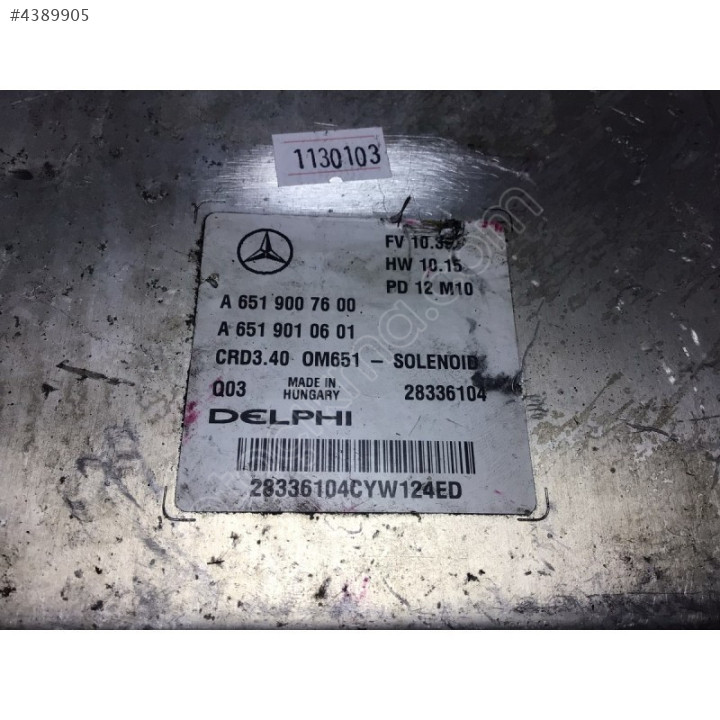 #4389905
1130103
FV 10.35
HW 10.15
PD 12 M10
A 651 900 76 00
A 651 901 06 01
CRD3.40 OM651 – SOLENOID
Q03 MADE IN HUNGARY 28336104
DELPHI
28336104CYW124ED